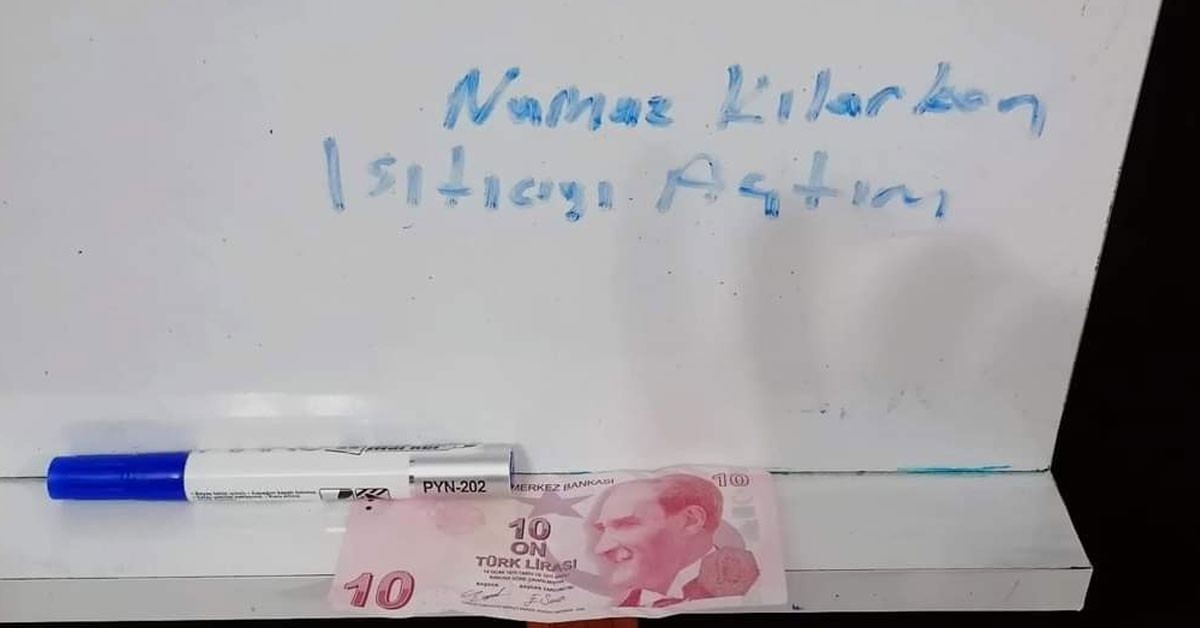 Namaz Kılarken
Isıtıcıyı Açtım
PYN-202
MERKEZ BANKASI
10
10
ON
TÜRK LİRASI
10